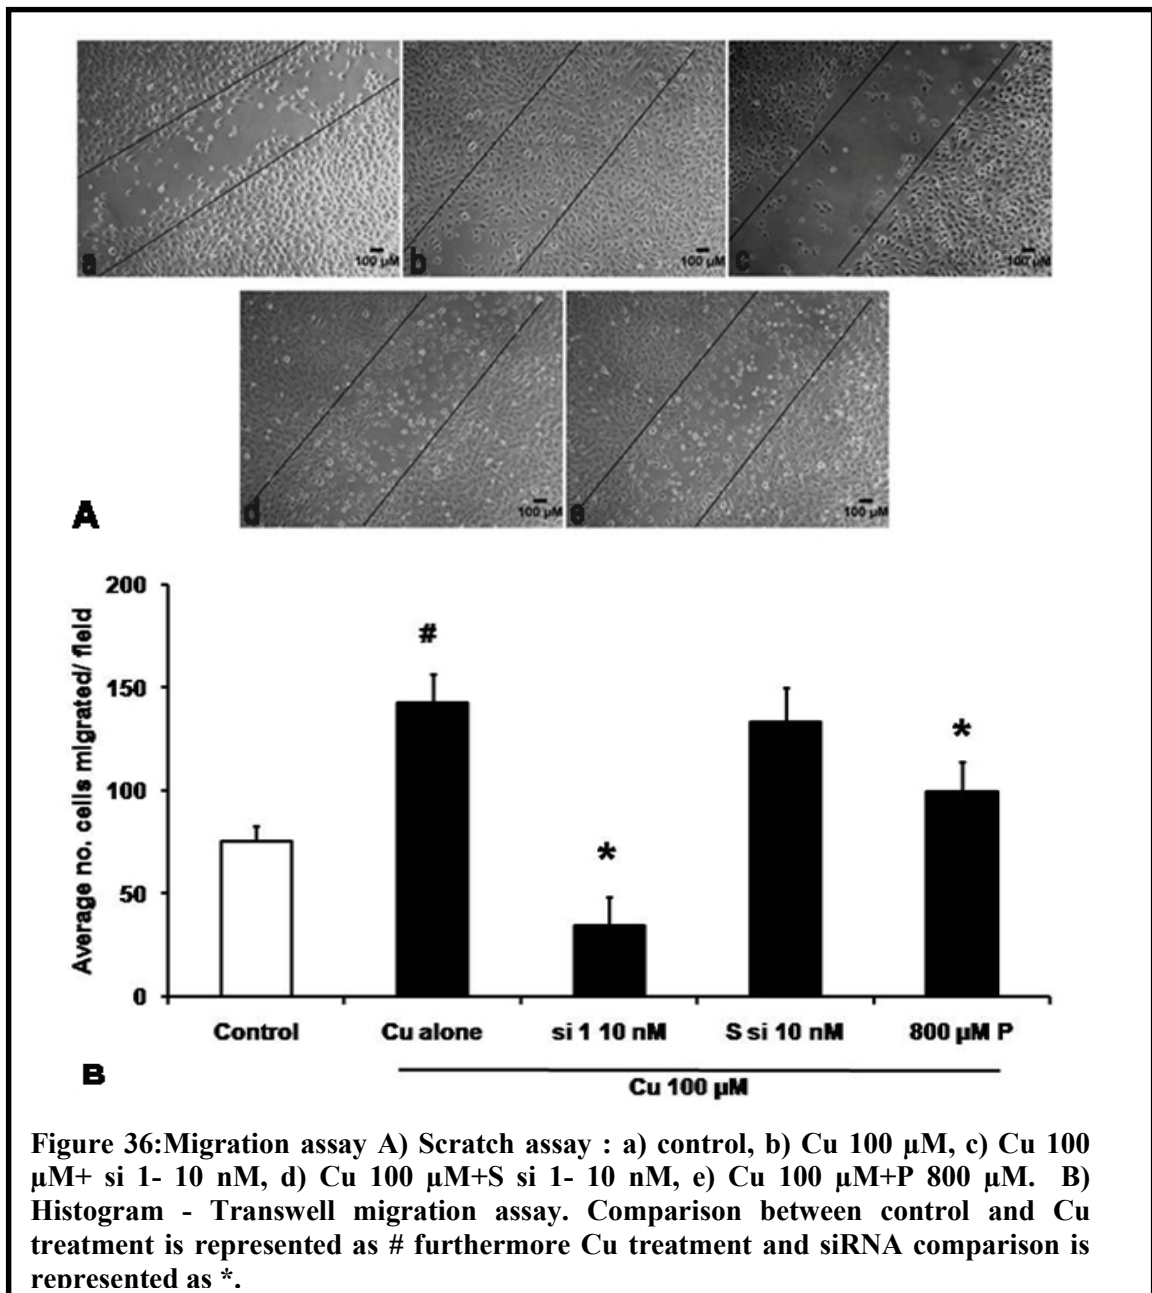 a 100 µM b 100 µM c 100 µM
d 100 µM e 100 µM
A
200
150
100
50
0
Average no. cells migrated/ field
#
*
*
Control Cu alone si 1 10 nM S si 10 nM 800 µM P
Cu 100 µM
B
Figure 36:Migration assay A) Scratch assay : a) control, b) Cu 100 µM, c) Cu 100
µM+ si 1- 10 nM, d) Cu 100 µM+S si 1- 10 nM, e) Cu 100 µM+P 800 µM. B)
Histogram - Transwell migration assay. Comparison between control and Cu
treatment is represented as # furthermore Cu treatment and siRNA comparison is
represented as *.